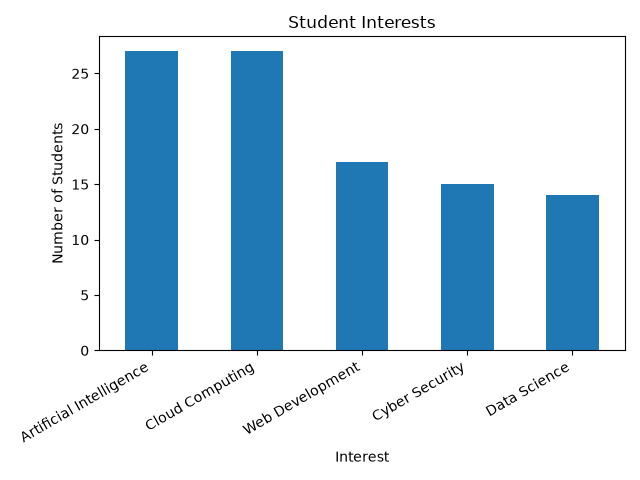 Student Interests
Number of Students
25
20
15
10
5
0
Artificial Intelligence
Cloud Computing
Web Development
Cyber Security
Data Science
Interest